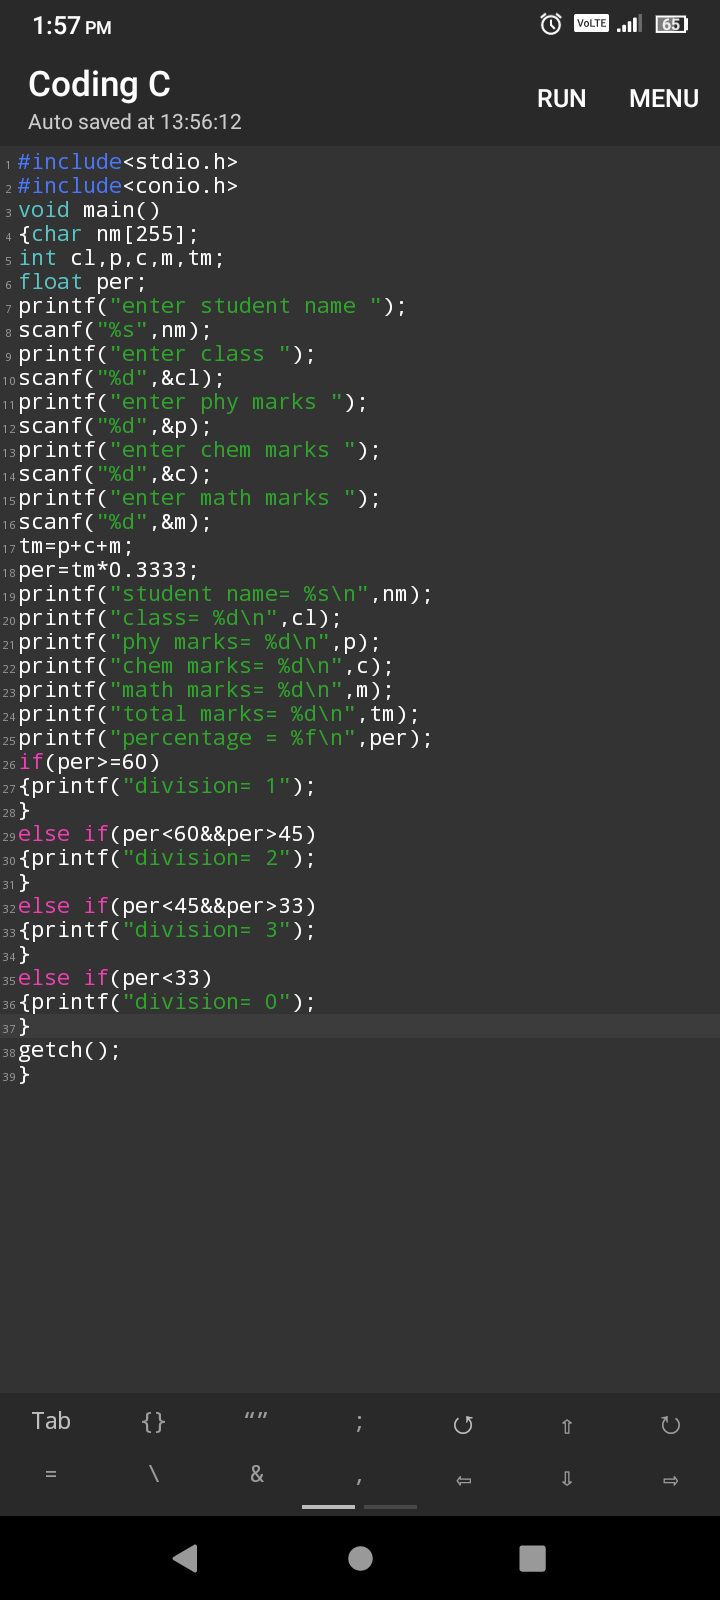 1:57 PM VoLTE 65
Coding C
Auto saved at 13:56:12
RUN MENU
1 #include<stdio.h>
2 #include<conio.h>
3 void main()
4 {char nm[255];
5 int cl,p,c,m,tm;
6 float per;
7 printf("enter student name ");
8 scanf("%s",nm);
9 printf("enter class ");
10 scanf("%d",&cl);
11 printf("enter phy marks ");
12 scanf("%d",&p);
13 printf("enter chem marks ");
14 scanf("%d",&c);
15 printf("enter math marks ");
16 scanf("%d",&m);
17 tm=p+c+m;
18 per=tm*0.3333;
19 printf("student name= %s\n",nm);
20 printf("class= %d\n",cl);
21 printf("phy marks= %d\n",p);
22 printf("chem marks= %d\n",c);
23 printf("math marks= %d\n",m);
24 printf("total marks= %d\n",tm);
25 printf("percentage = %f\n",per);
26 if(per>=60)
27 {printf("division= 1");
28 }
29 else if(per<60&&per>45)
30 {printf("division= 2");
31 }
32 else if(per<45&&per>33)
33 {printf("division= 3");
34 }
35 else if(per<33)
36 {printf("division= 0");
37 }
38 getch();
39 }
Tab {} “” ; ↺ ⇧ ↻
= \ & , ⇦ ⇩ ⇨